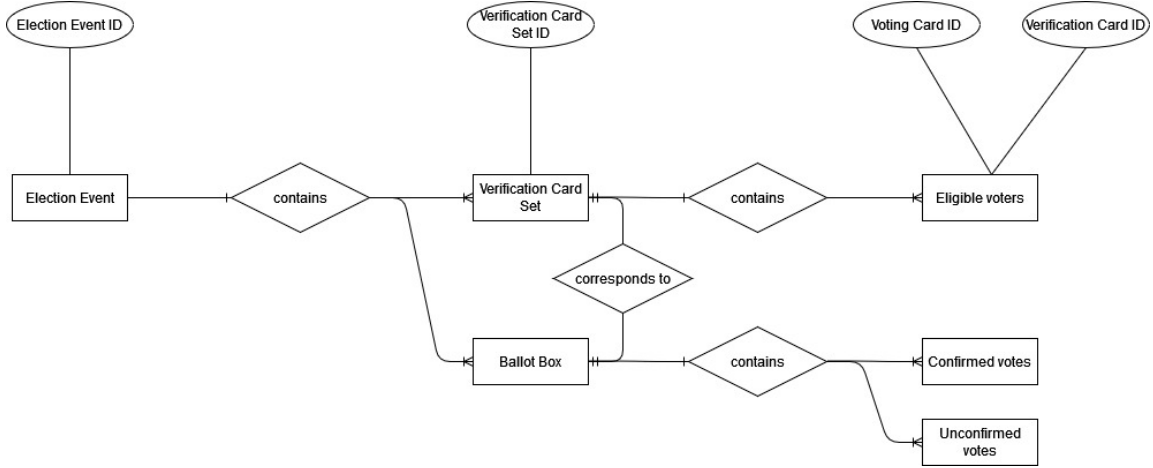 Election Event ID
Verification Card
Set ID
Voting Card ID
Verification Card ID
Election Event
contains
Verification Card
Set
contains
Eligible voters
corresponds to
Ballot Box
contains
Confirmed votes
Unconfirmed
votes